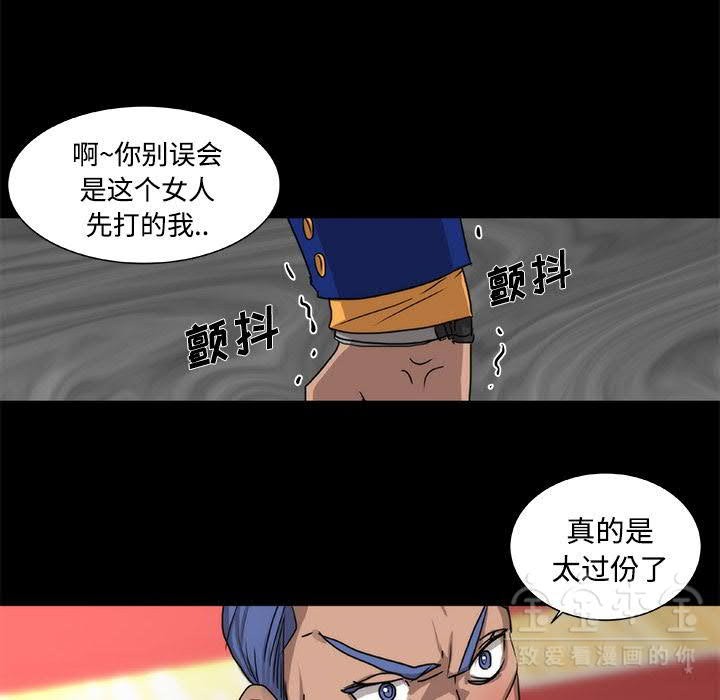 啊~你别误会
是这个女人
先打的我..
颤抖
颤抖
真的是
太过份了
致爱看漫画的你